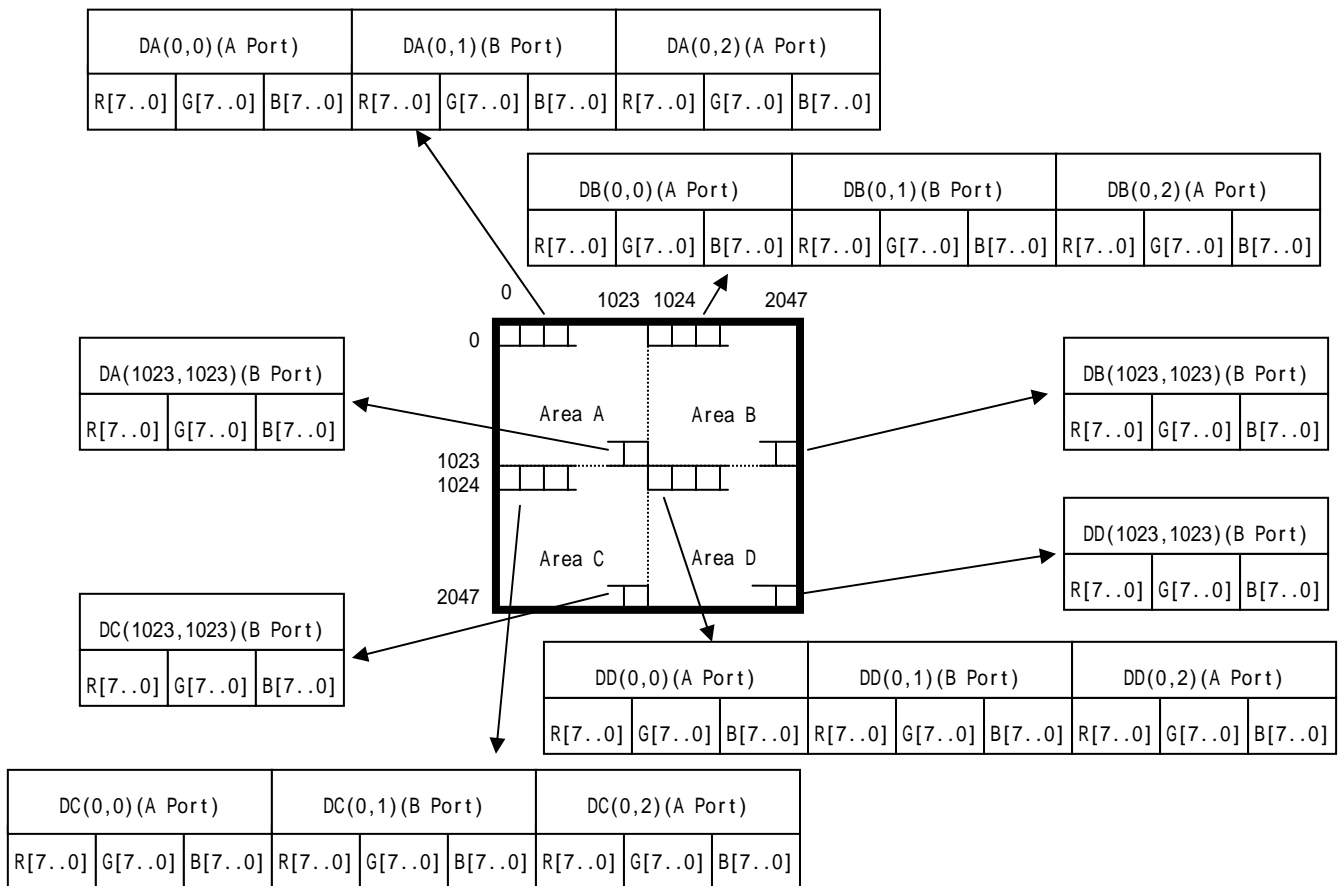 DA(0,0)(A Port) DA(0,1)(B Port) DA(0,2)(A Port)
R[7..0] G[7..0] B[7..0] R[7..0] G[7..0] B[7..0] R[7..0] G[7..0] B[7..0]
DB(0,0)(A Port) DB(0,1)(B Port) DB(0,2)(A Port)
R[7..0] G[7..0] B[7..0] R[7..0] G[7..0] B[7..0] R[7..0] G[7..0] B[7..0]
0 1023 1024 2047
0
DA(1023,1023)(B Port)
R[7..0] G[7..0] B[7..0]
DB(1023,1023)(B Port)
R[7..0] G[7..0] B[7..0]
Area A Area B
1023
1024
Area C Area D
2047
DD(1023,1023)(B Port)
R[7..0] G[7..0] B[7..0]
DC(1023,1023)(B Port)
R[7..0] G[7..0] B[7..0]
DD(0,0)(A Port) DD(0,1)(B Port) DD(0,2)(A Port)
R[7..0] G[7..0] B[7..0] R[7..0] G[7..0] B[7..0] R[7..0] G[7..0] B[7..0]
DC(0,0)(A Port) DC(0,1)(B Port) DC(0,2)(A Port)
R[7..0] G[7..0] B[7..0] R[7..0] G[7..0] B[7..0] R[7..0] G[7..0] B[7..0]